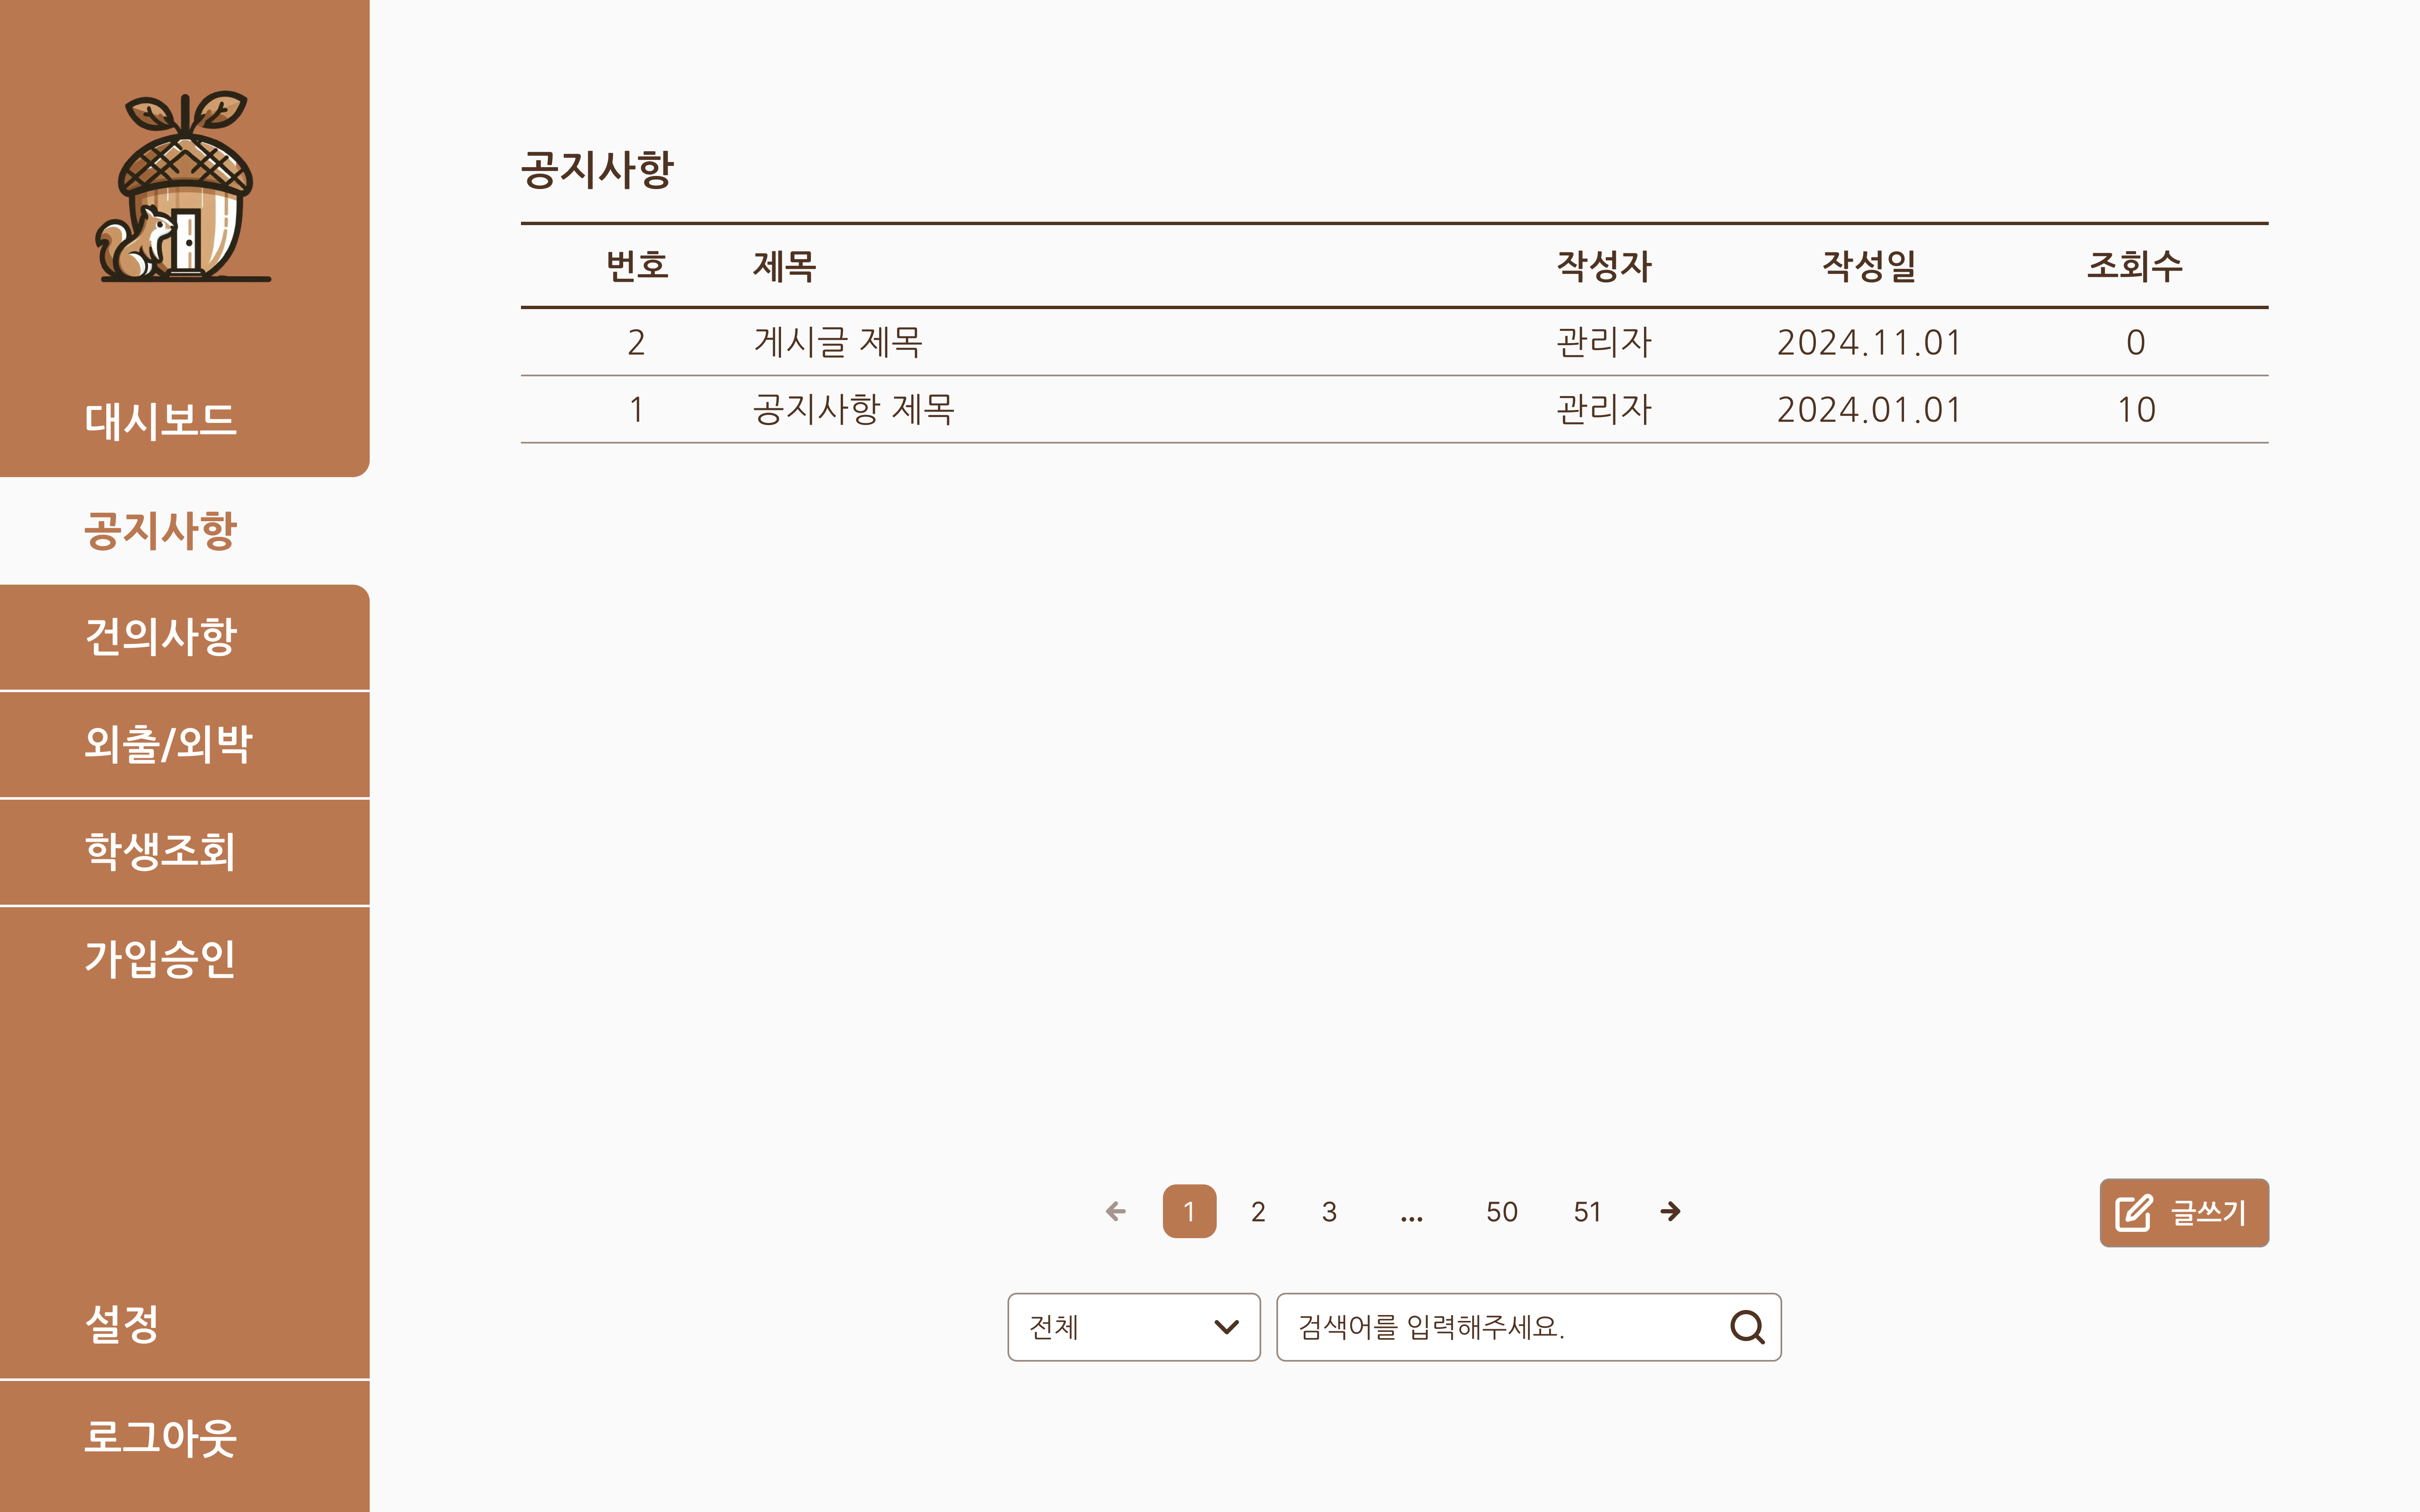 대시보드
공지사항
건의사항
외출/외박
학생조회
가입승인
설정
로그아웃
공지사항
번호 제목 작성자 작성일 조회수
2 게시글 제목 관리자 2024.11.01 0
1 공지사항 제목 관리자 2024.01.01 10
1 2 3 ... 50 51
글쓰기
전체 검색어를 입력해주세요.